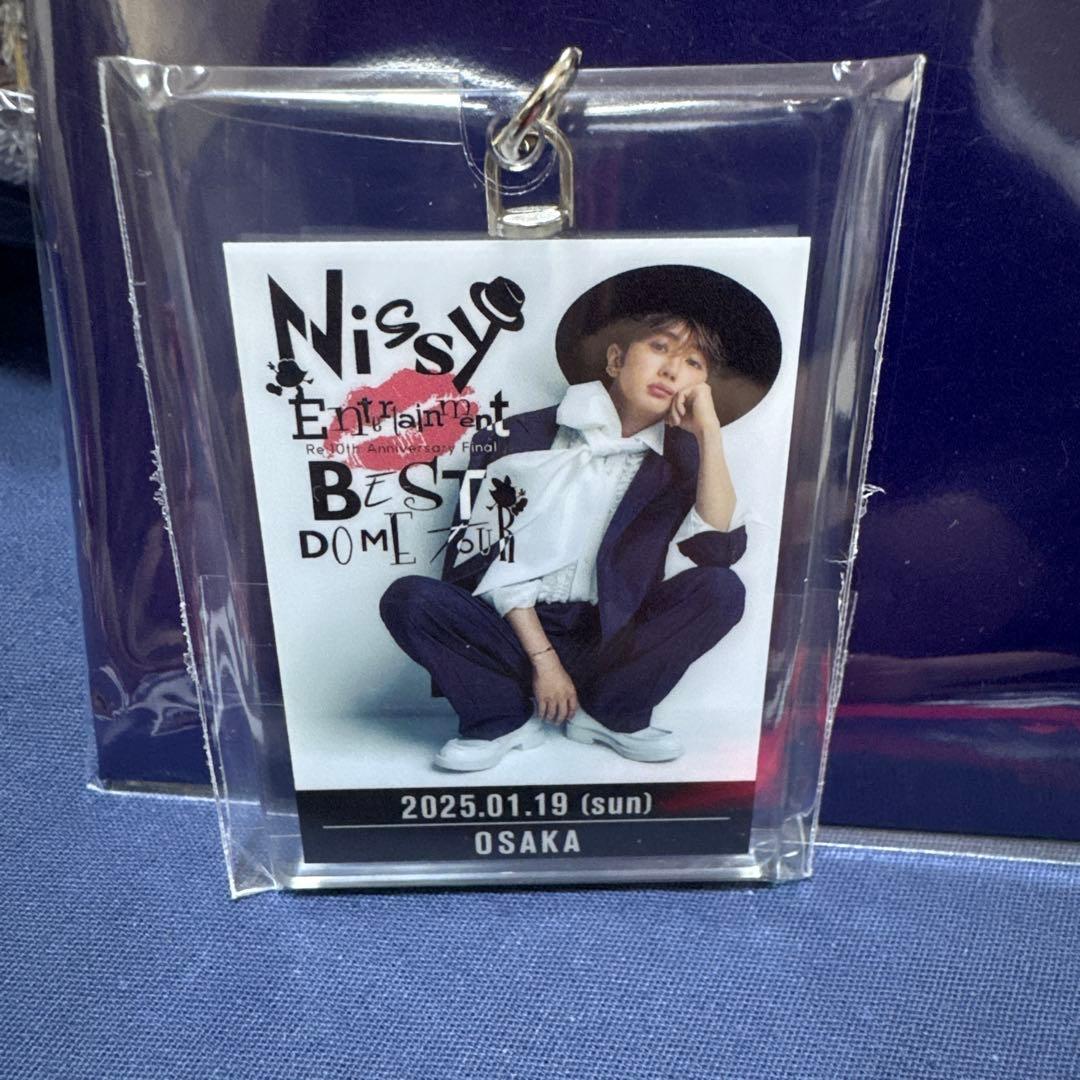 Nissy
Entertainment
Re:10th Anniversary Final
BEST
DOME TOUR
2025.01.19 (sun)
OSAKA